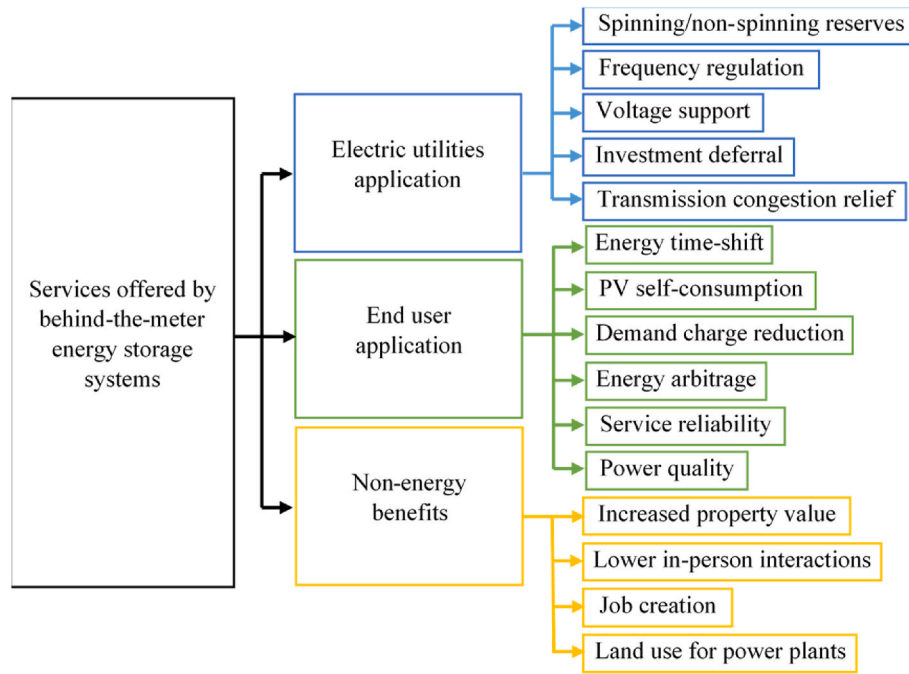 Services offered by
behind-the-meter
energy storage
systems
Electric utilities
application
Spinning/non-spinning reserves
Frequency regulation
Voltage support
Investment deferral
Transmission congestion relief
End user
application
Energy time-shift
PV self-consumption
Demand charge reduction
Energy arbitrage
Service reliability
Power quality
Non-energy
benefits
Increased property value
Lower in-person interactions
Job creation
Land use for power plants